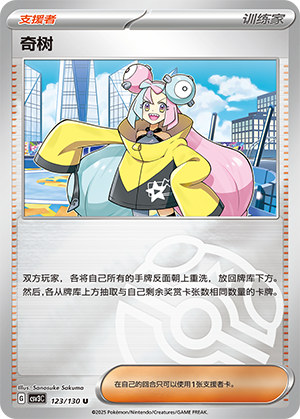 支援者 训练家
奇树
双方玩家，各将自己所有的手牌反面朝上重洗，放回牌库下方。
然后，各从牌库上方抽取与自己剩余奖赏卡张数相同数量的卡牌。
Illus. Sanosuke Sakuma
G CSV3C 123/130 U
在自己的回合只可以使用1张支援者卡。
©2025 Pokémon/Nintendo/Creatures/GAME FREAK.